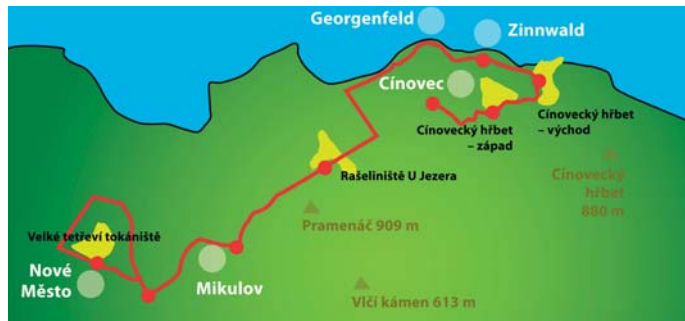 Georgenfeld
Zinnwald
Cínovec
Cínovecký hřbet
– východ
Cínovecký hřbet
– západ
Rašeliniště U Jezera
Cínovecký
hřbet
880 m
Pramenáč 909 m
Velké tetřeví tokániště
Nové
Město
Mikulov
Vlčí kámen 613 m